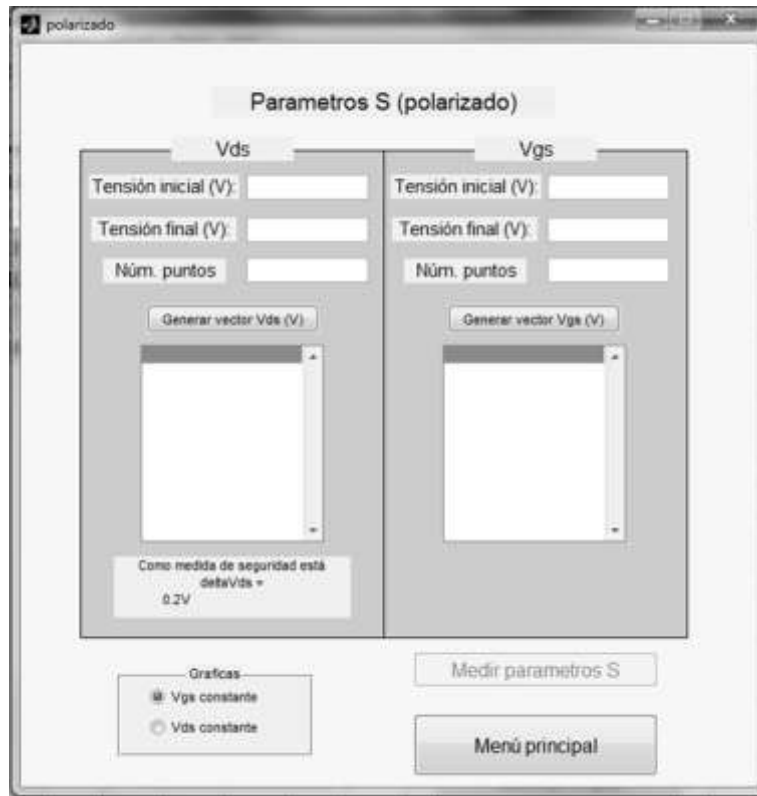 polarizado
Parametros S (polarizado)
Vds
Tensión inicial (V):
Tensión final (V):
Núm. puntos
Generar vector Vds (V)
Como medida de seguridad está
deltaVds =
0.2V
Vgs
Tensión inicial (V):
Tensión final (V):
Núm. puntos
Generar vector Vgs (V)
Graficas
Vgs constante
Vds constante
Medir parametros S
Menú principal